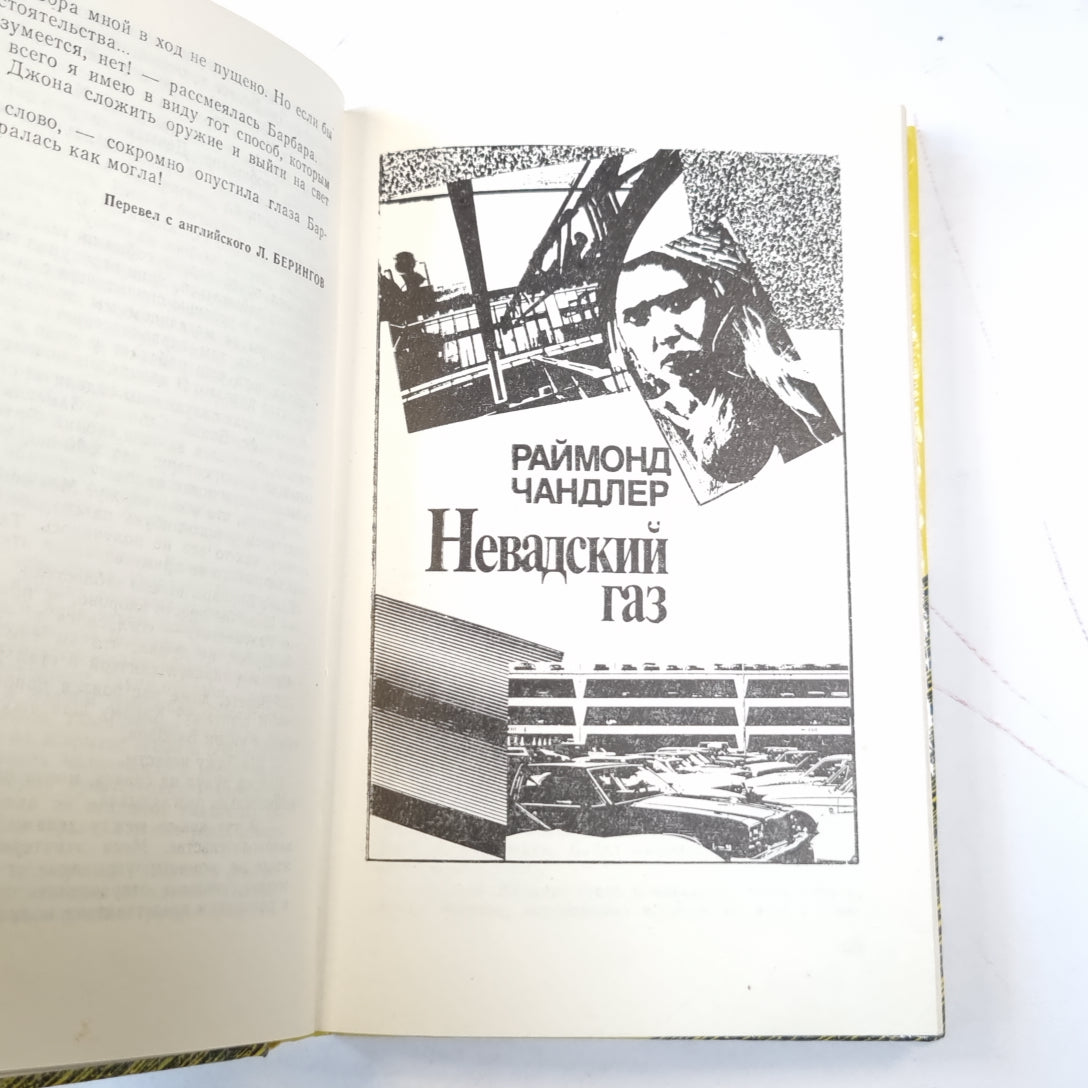 мной в ход не пущено. Но если бы
стоятельства...
зумеется, нет! — рассмеялась Барбара.
всего я имею в виду тот способ, которым
Джона сложить оружие и выйти на свет
слово, — сокромно опустила глаза Бар-
ралась как могла!
Перевел с английского Л. БЕРИНГОВ
РАЙМОНД
ЧАНДЛЕР
Невадский
газ